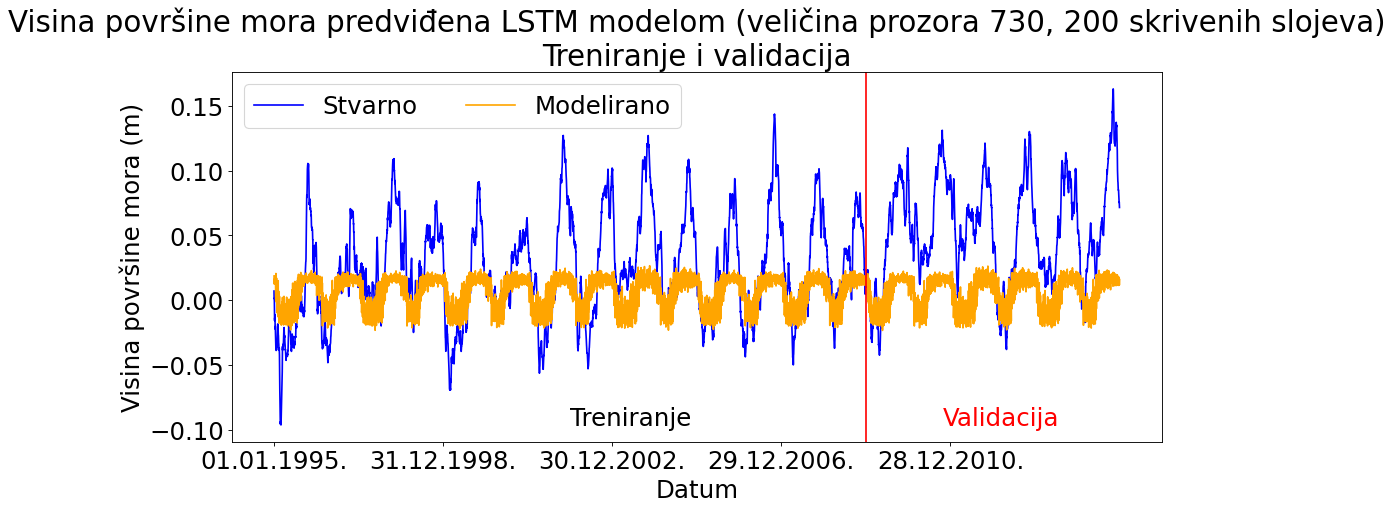 Visina površine mora predviđena LSTM modelom (veličina prozora 730, 200 skrivenih slojeva)
Treniranje i validacija
Stvarno
Modelirano
Visina površine mora (m)
0.15
0.10
0.05
0.00
−0.05
−0.10
Treniranje
Validacija
01.01.1995.
31.12.1998.
30.12.2002.
29.12.2006.
28.12.2010.
Datum